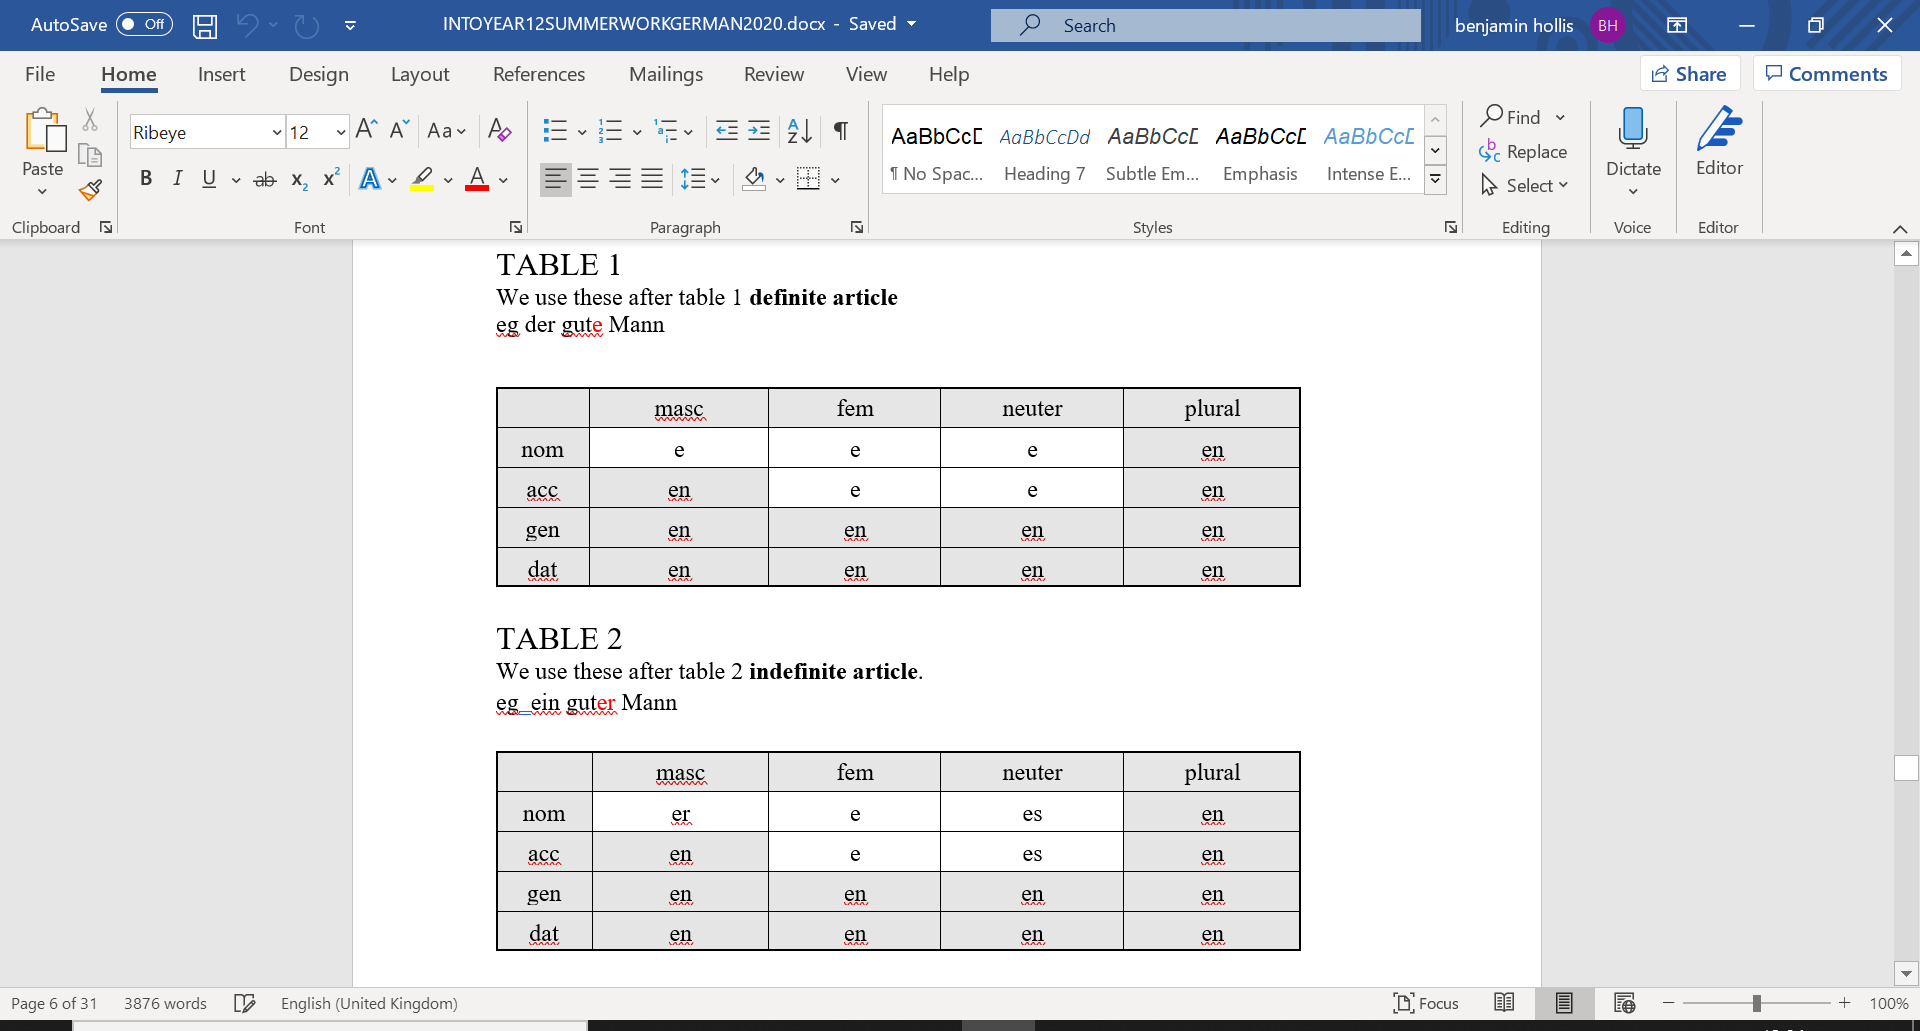 AutoSave Off INTOYEAR12SUMMERWORKGERMAN2020.docx - Saved Search benjamin hollis BH
File Home Insert Design Layout References Mailings Review View Help Share Comments
Paste
Ribeye 12 Aa
AaBbCcD AaBbCcDd AaBbCcD AaBbCcD AaBbCcD
¶ No Spac... Heading 7 Subtle Em... Emphasis Intense E...
Find
Replace
Select
Dictate
Editor
Clipboard Font Paragraph Styles Editing Voice Editor
TABLE 1
We use these after table 1 definite article
eg der gute Mann
masc fem neuter plural
nom e e e en
acc en e e en
gen en en en en
dat en en en en
TABLE 2
We use these after table 2 indefinite article.
eg ein guter Mann
masc fem neuter plural
nom er e es en
acc en e es en
gen en en en en
dat en en en en
Page 6 of 31 3876 words English (United Kingdom) Focus 100%